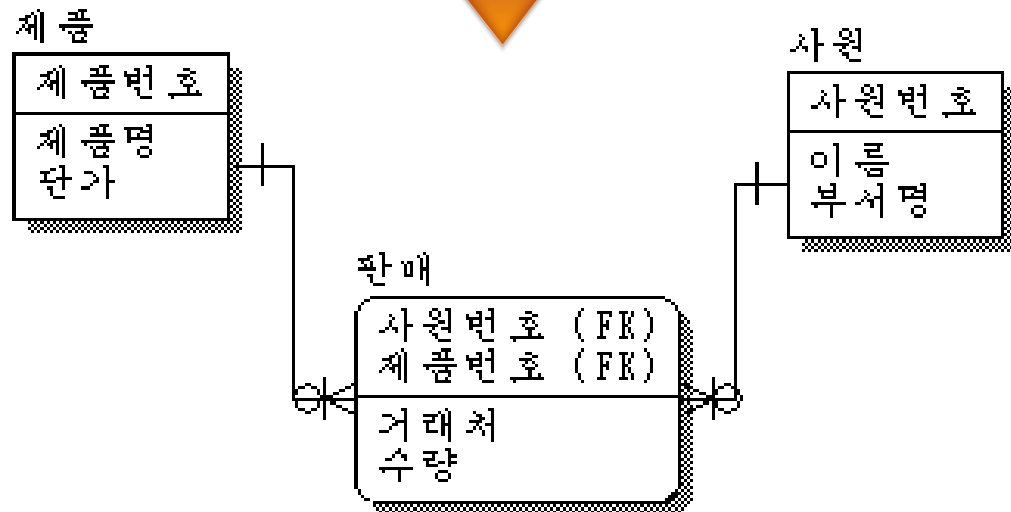 제품
제품번호
제품명
단가
사원
사원번호
이름
부서명
판매
사원번호 (FK)
제품번호 (FK)
거래처
수량